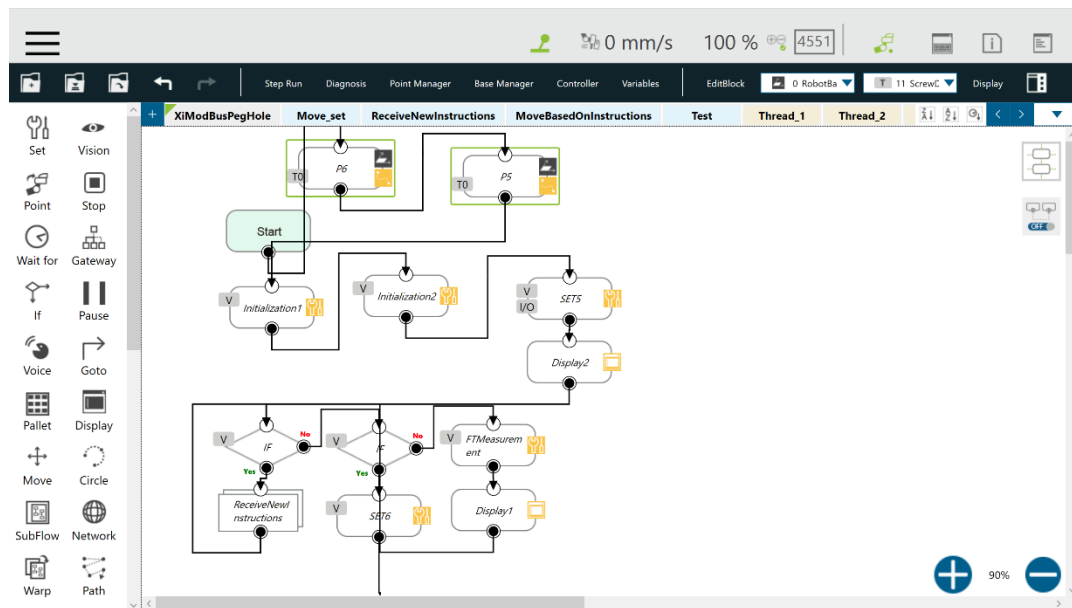 0 mm/s
100 %
4551
Step Run
Diagnosis
Point Manager
Base Manager
Controller
Variables
EditBlock
0 RobotBa
T 11 ScrewD
Display
+
XiModBusPegHole
Move_set
ReceiveNewInstructions
MoveBasedOnInstructions
Test
Thread_1
Thread_2
Set
Vision
Point
Stop
Wait for
Gateway
If
Pause
Voice
Goto
Pallet
Display
Move
Circle
SubFlow
Network
Warp
Path
P6
T0
P5
T0
Start
V
Initialization1
V
Initialization2
V
I/O
SET5
Display2
V
IF
No
Yes
V
IF
No
Yes
V
FTMeasurem
ent
ReceiveNewI
nstructions
V
SET6
Display1
OFF
90%